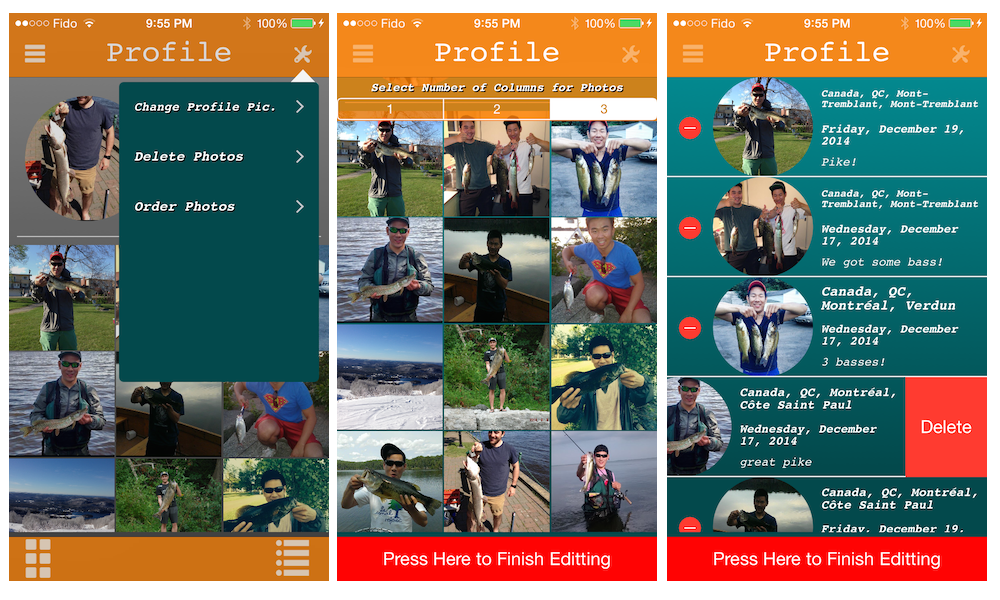 Fido 9:55 PM 100%
Profile
Change Profile Pic.
Delete Photos
Order Photos
Fido 9:55 PM 100%
Profile
Select Number of Columns for Photos
1 2 3
Press Here to Finish Editting
Fido 9:55 PM 100%
Profile
Canada, QC, Mont-
Tremblant, Mont-Tremblant
Friday, December 19,
2014
Pike!
Canada, QC, Mont-
Tremblant, Mont-Tremblant
Wednesday, December
17, 2014
We got some bass!
Canada, QC,
Montréal, Verdun
Wednesday, December
17, 2014
3 basses!
Canada, QC, Montréal,
Côte Saint Paul
Wednesday, December
17, 2014
great pike
Delete
Canada, QC, Montréal,
Côte Saint Paul
Friday, December 19,
Press Here to Finish Editting